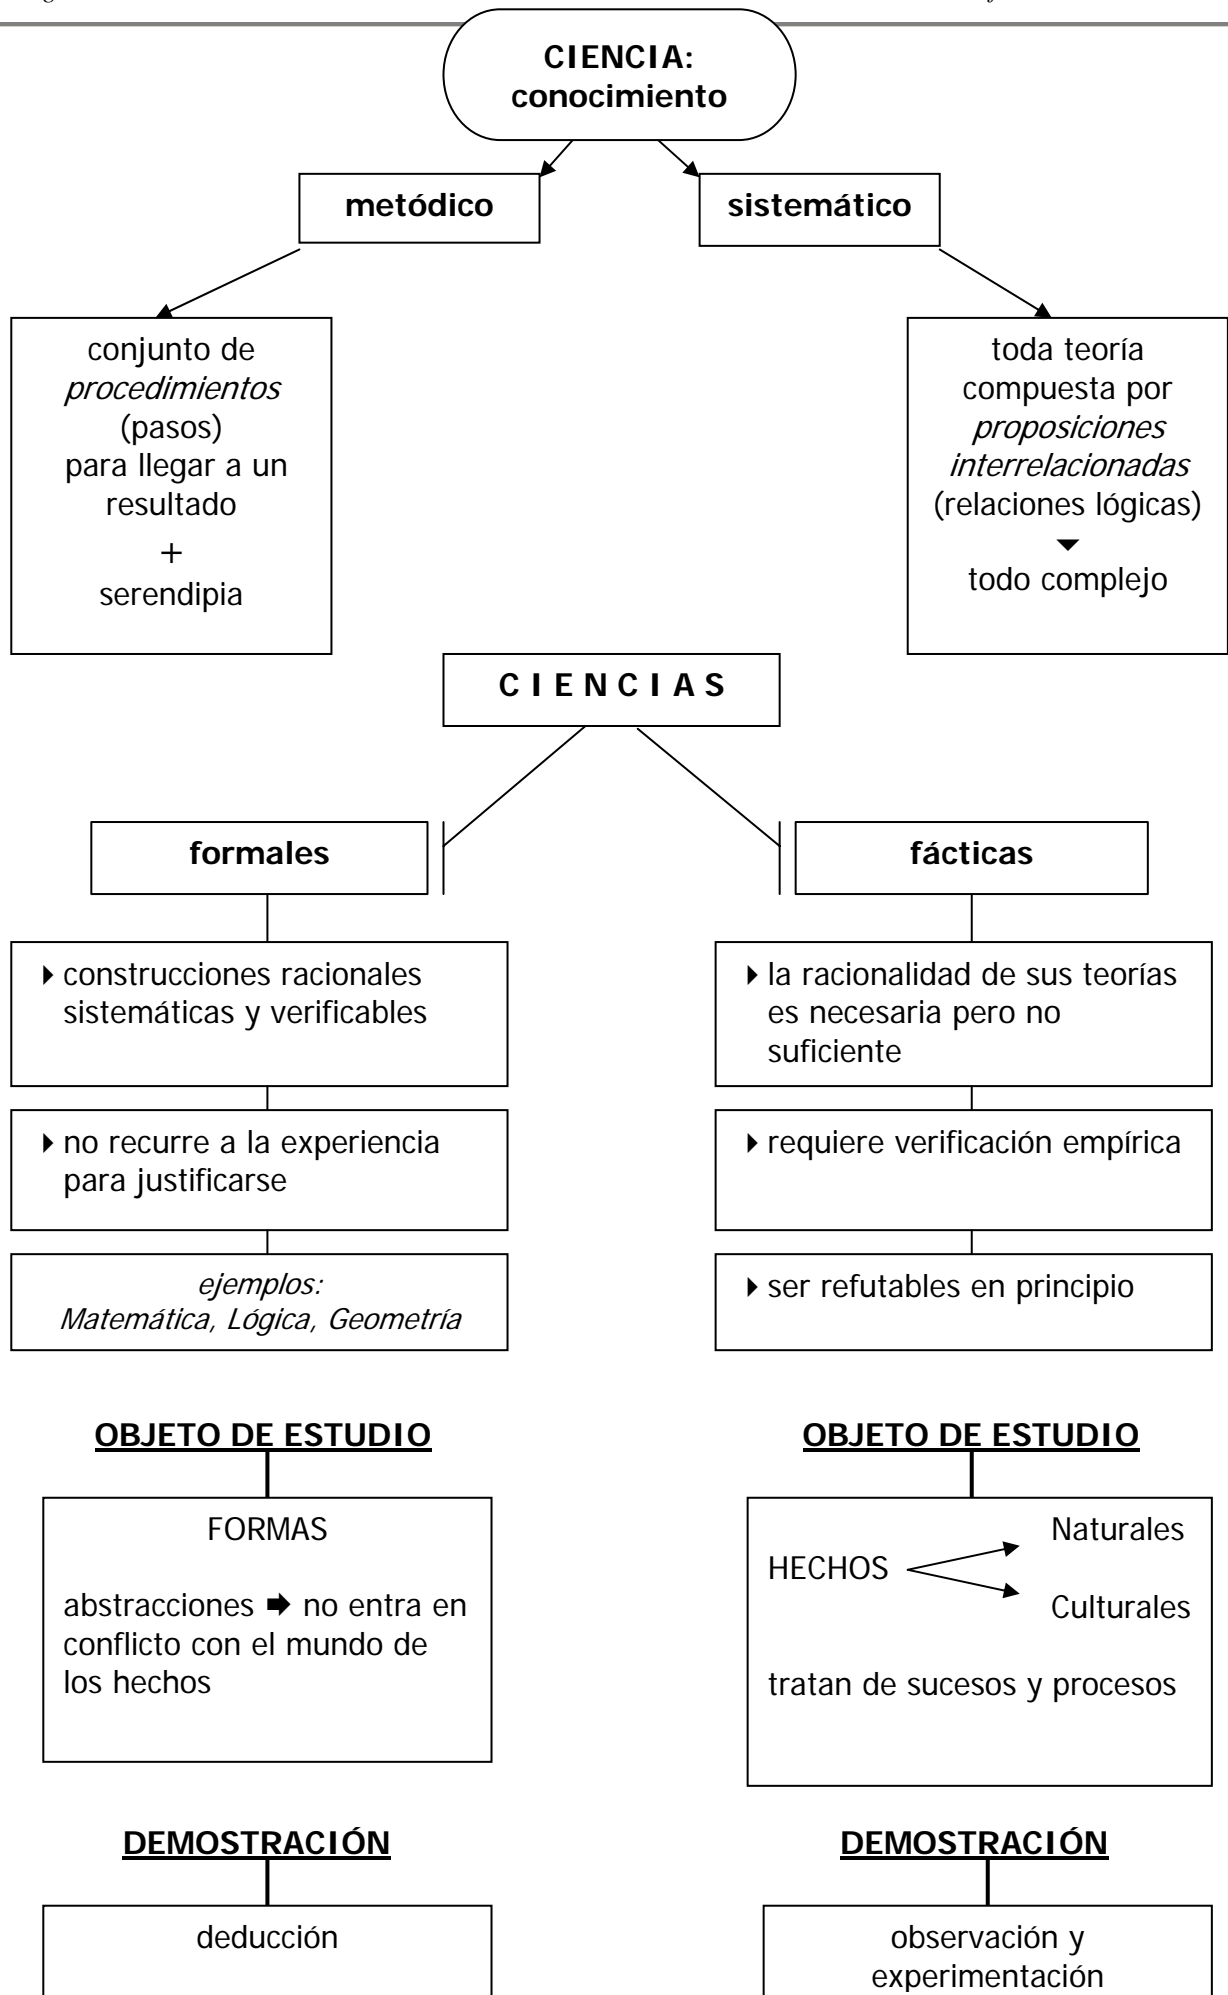 CIENCIA:
conocimiento
metódico
sistemático
conjunto de
procedimientos
(pasos)
para llegar a un
resultado
+
serendipia
toda teoría
compuesta por
proposiciones
interrelacionadas
(relaciones lógicas)
todo complejo
CIENCIAS
formales
fácticas
construcciones racionales
sistemáticas y verificables
no recurre a la experiencia
para justificarse
ejemplos:
Matemática, Lógica, Geometría
la racionalidad de sus teorías
es necesaria pero no
suficiente
requiere verificación empírica
ser refutables en principio
OBJETO DE ESTUDIO
FORMAS
abstracciones ➡ no entra en
conflicto con el mundo de
los hechos
OBJETO DE ESTUDIO
Naturales
HECHOS
Culturales
tratan de sucesos y procesos
DEMOSTRACIÓN
deducción
DEMOSTRACIÓN
observación y
experimentación